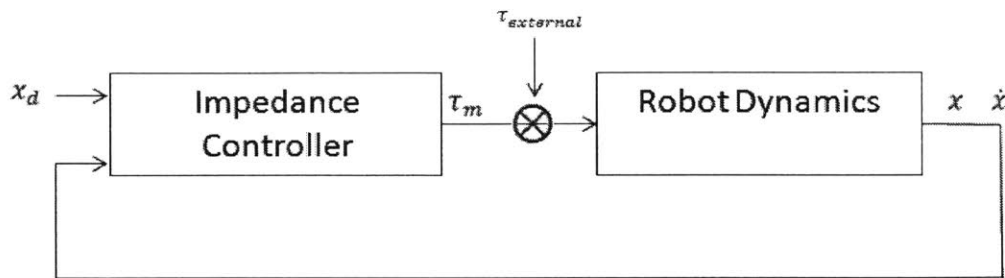 τ_external
x_d
Impedance
Controller
τ_m
Robot Dynamics
x ẋ